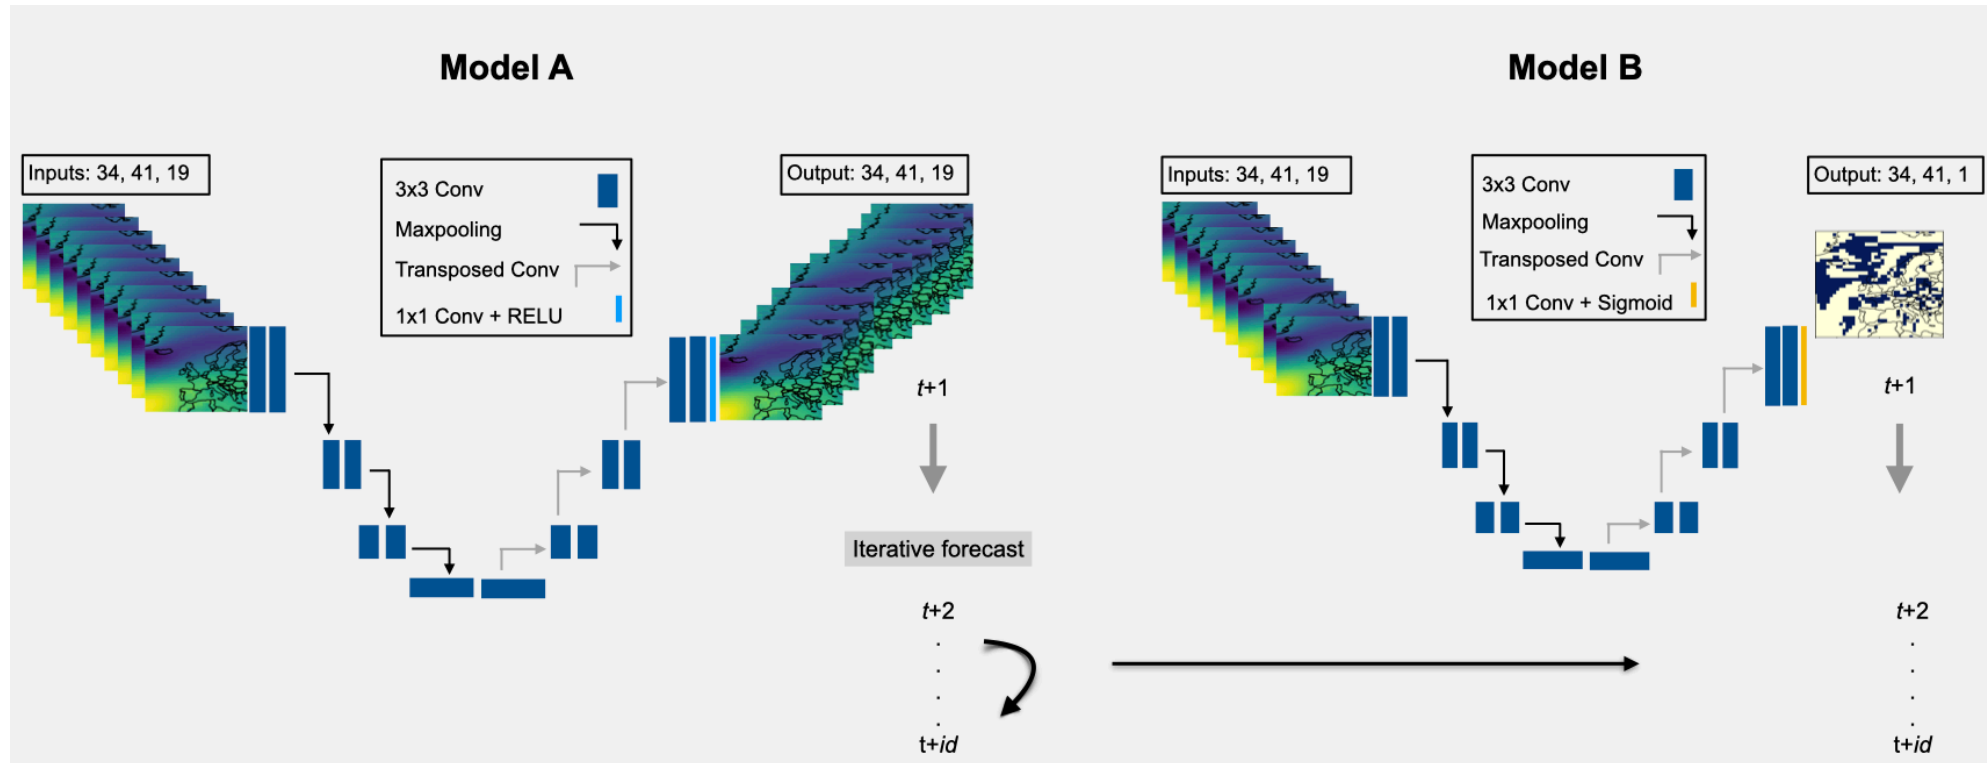 Model A
Inputs: 34, 41, 19
3x3 Conv
Maxpooling
Transposed Conv
1x1 Conv + RELU
Output: 34, 41, 19
t+1
Iterative forecast
t+2
.
.
.
.
t+id
Model B
Inputs: 34, 41, 19
3x3 Conv
Maxpooling
Transposed Conv
1x1 Conv + Sigmoid
Output: 34, 41, 1
t+1
t+2
.
.
.
.
t+id